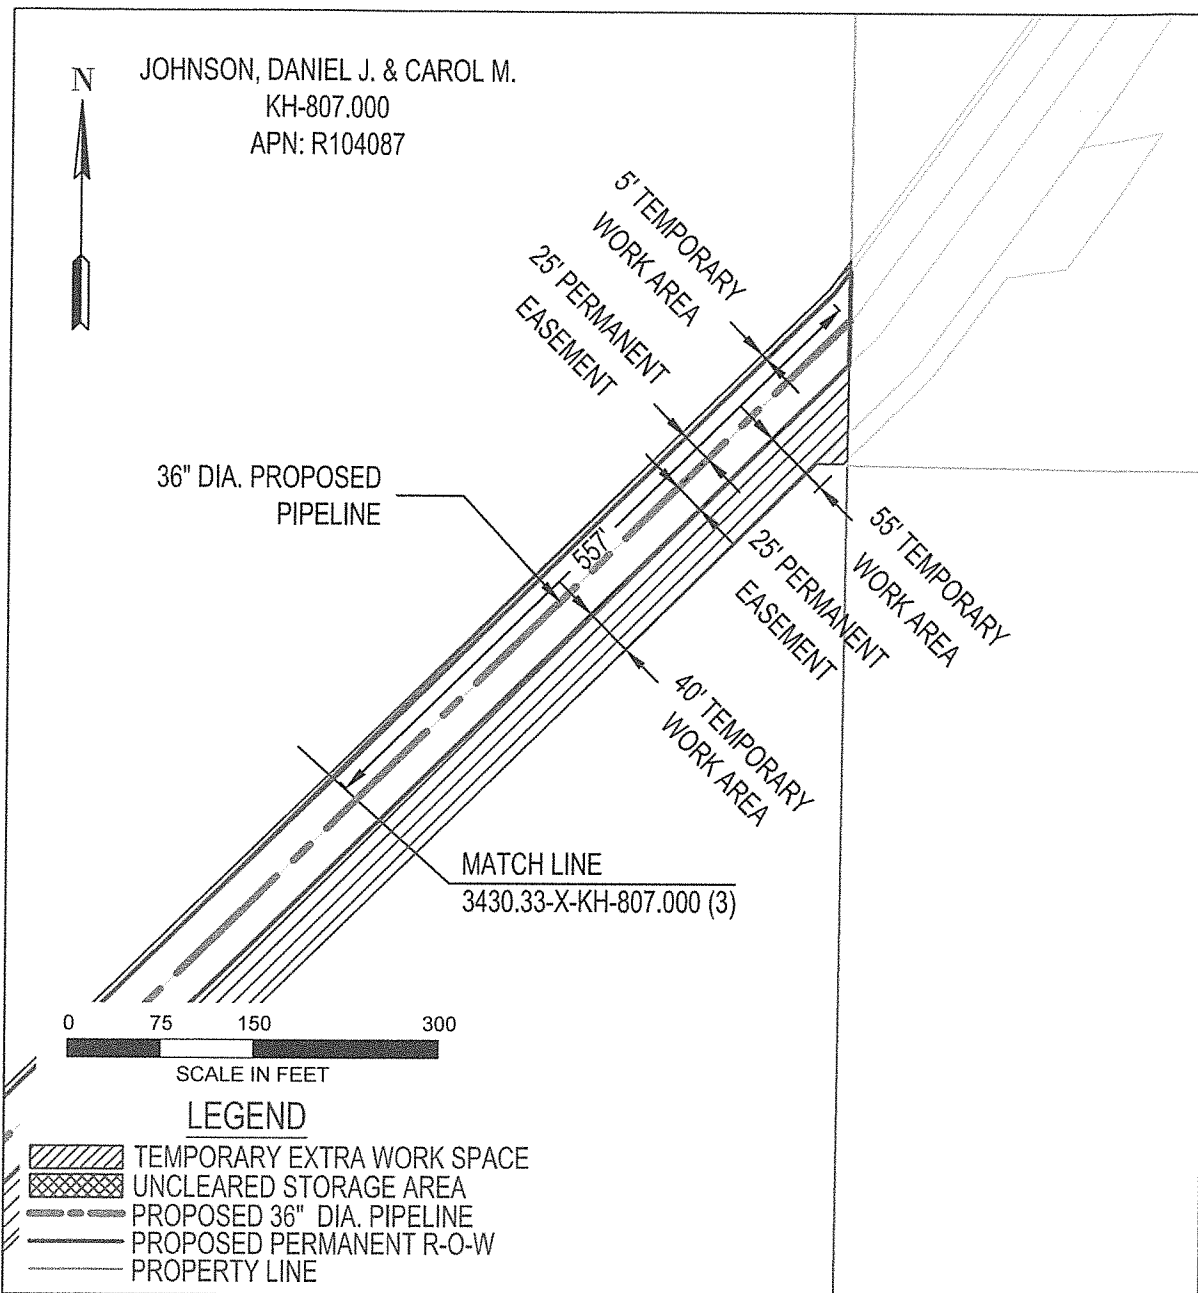 N
JOHNSON, DANIEL J. & CAROL M.
KH-807.000
APN: R104087
5' TEMPORARY
WORK AREA
25' PERMANENT
EASEMENT
36" DIA. PROPOSED
PIPELINE
557'
55' TEMPORARY
WORK AREA
25' PERMANENT
EASEMENT
40' TEMPORARY
WORK AREA
MATCH LINE
3430.33-X-KH-807.000 (3)
0 75 150 300
SCALE IN FEET
LEGEND
TEMPORARY EXTRA WORK SPACE
UNCLEARED STORAGE AREA
PROPOSED 36" DIA. PIPELINE
PROPOSED PERMANENT R-O-W
PROPERTY LINE